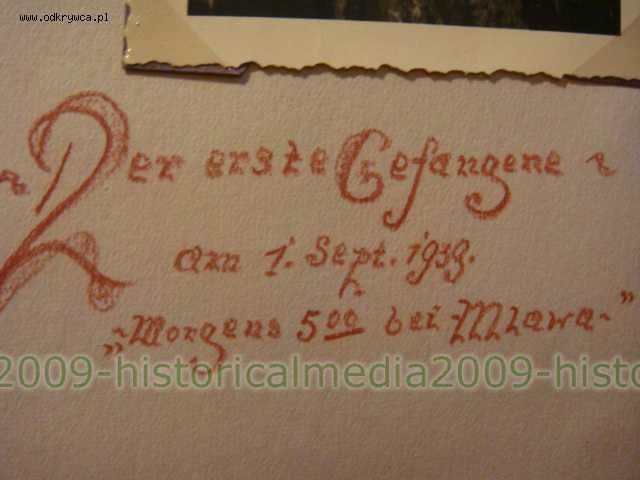 www.odkrywca.pl
~ Der erste Gefangene ~
am 1. Sept. 1939.
„~Morgens 5 00 bei Mlawa~”
2009-historicalmedia2009-histo